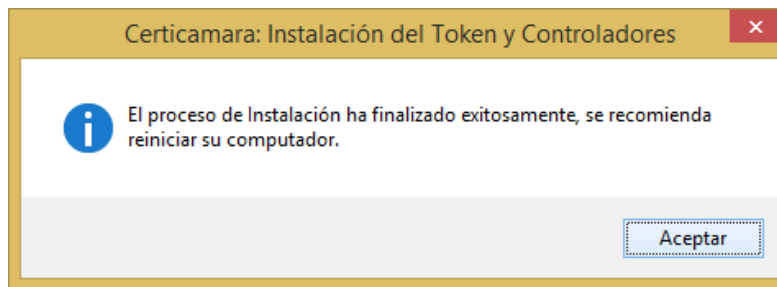 Certicamara: Instalación del Token y Controladores
El proceso de Instalación ha finalizado exitosamente, se recomienda
reiniciar su computador.
Aceptar